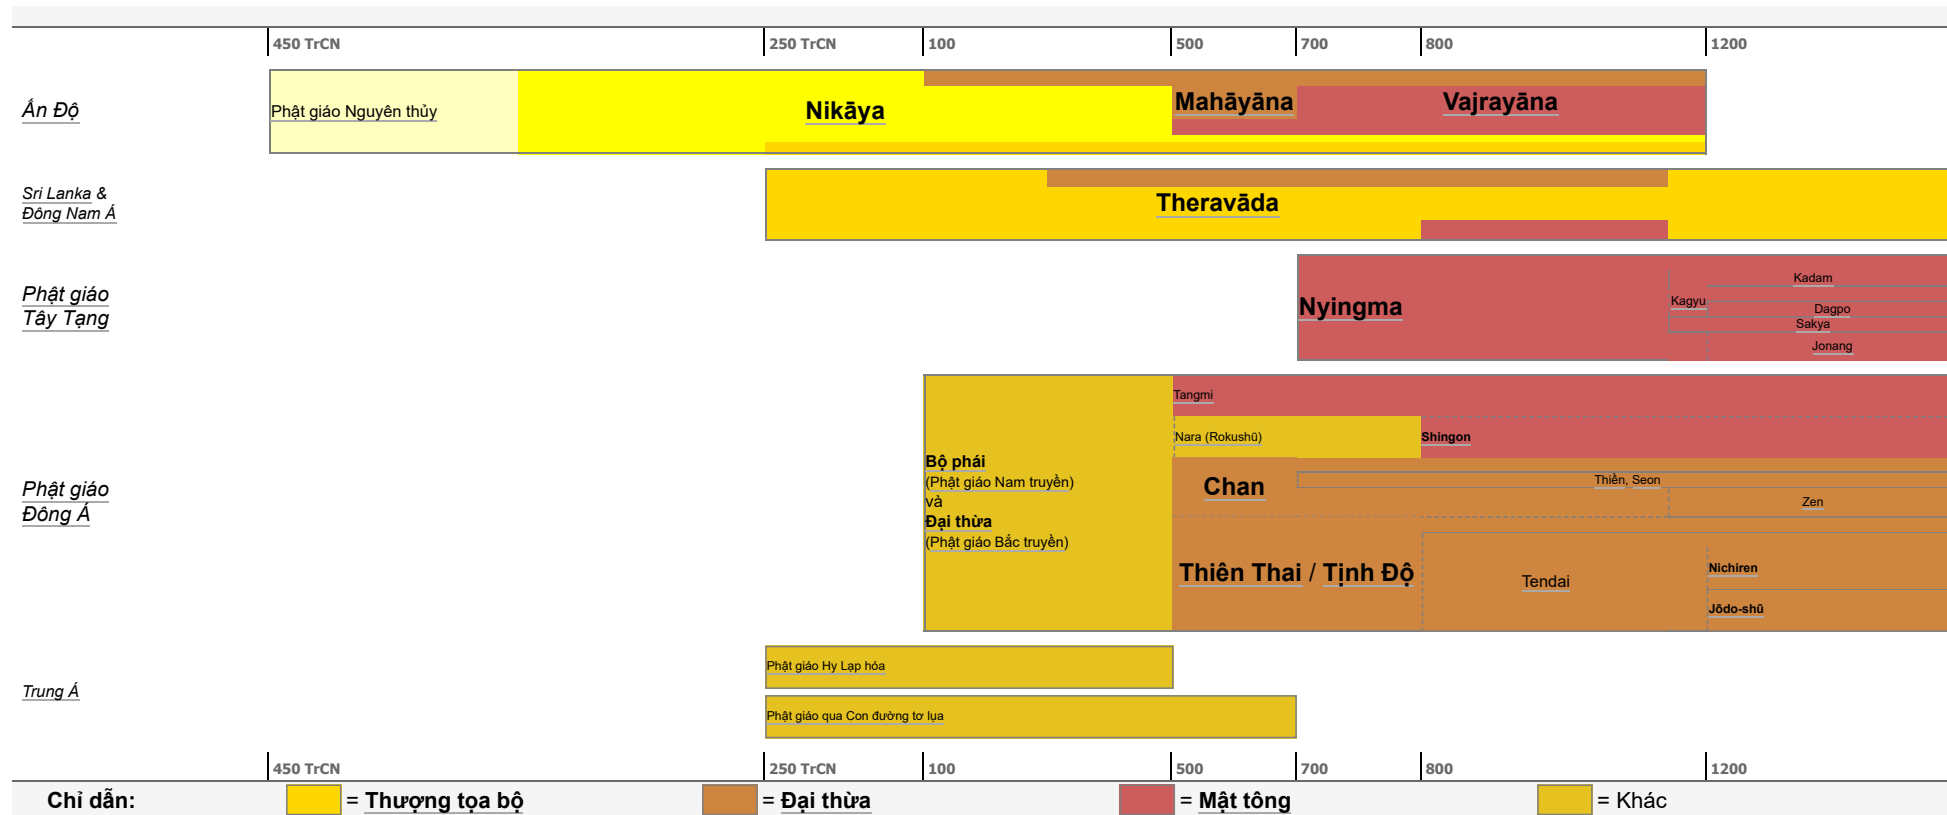 450 TrCN 250 TrCN 100 500 700 800 1200
Ấn Độ
Phật giáo Nguyên thủy
Nikāya
Mahāyāna
Vajrayāna
Sri Lanka &
Đông Nam Á
Theravāda
Phật giáo
Tây Tạng
Nyingma
Kadam
Kagyu
Dagpo
Sakya
Jonang
Phật giáo
Đông Á
Bộ phái
(Phật giáo Nam truyền)
và
Đại thừa
(Phật giáo Bắc truyền)
Tangmi
Nara (Rokushū)
Shingon
Chan
Thiền, Seon
Zen
Thiên Thai / Tịnh Độ
Tendai
Nichiren
Jōdo-shū
Trung Á
Phật giáo Hy Lạp hóa
Phật giáo qua Con đường tơ lụa
450 TrCN 250 TrCN 100 500 700 800 1200
Chỉ dẫn: = Thượng tọa bộ = Đại thừa = Mật tông = Khác